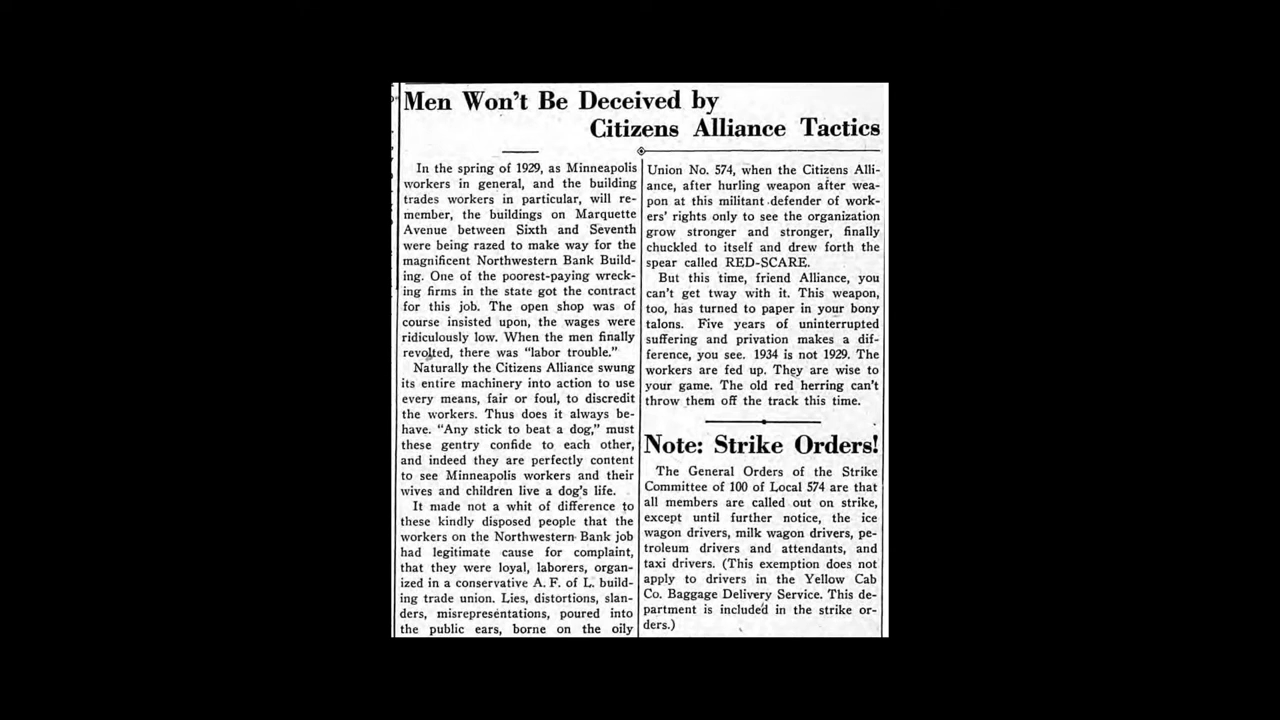 Men Won't Be Deceived by
Citizens Alliance Tactics
In the spring of 1929, as Minneapolis
workers in general, and the building
trades workers in particular, will re-
member, the buildings on Marquette
Avenue between Sixth and Seventh
were being razed to make way for the
magnificent Northwestern Bank Build-
ing. One of the poorest-paying wreck-
ing firms in the state got the contract
for this job. The open shop was of
course insisted upon, the wages were
ridiculously low. When the men finally
revolted, there was "labor trouble."
Naturally the Citizens Alliance swung
its entire machinery into action to use
every means, fair or foul, to discredit
the workers. Thus does it always be-
have. "Any stick to beat a dog," must
these gentry confide to each other,
and indeed they are perfectly content
to see Minneapolis workers and their
wives and children live a dog's life.
It made not a whit of difference to
these kindly disposed people that the
workers on the Northwestern Bank job
had legitimate cause for complaint,
that they were loyal, laborers, organ-
ized in a conservative A. F. of L. build-
ing trade union. Lies, distortions, slan-
ders, misrepresentations, poured into
the public ears, borne on the oily
Union No. 574, when the Citizens Alli-
ance, after hurling weapon after wea-
pon at this militant defender of work-
ers' rights only to see the organization
grow stronger and stronger, finally
chuckled to itself and drew forth the
spear called RED-SCARE.
But this time, friend Alliance, you
can't get tway with it. This weapon,
too, has turned to paper in your bony
talons. Five years of uninterrupted
suffering and privation makes a dif-
ference, you see. 1934 is not 1929. The
workers are fed up. They are wise to
your game. The old red herring can't
throw them off the track this time.
Note: Strike Orders!
The General Orders of the Strike
Committee of 100 of Local 574 are that
all members are called out on strike,
except until further notice, the ice
wagon drivers, milk wagon drivers, pe-
troleum drivers and attendants, and
taxi drivers. (This exemption does not
apply to drivers in the Yellow Cab
Co. Baggage Delivery Service. This de-
partment is included in the strike or-
ders.)